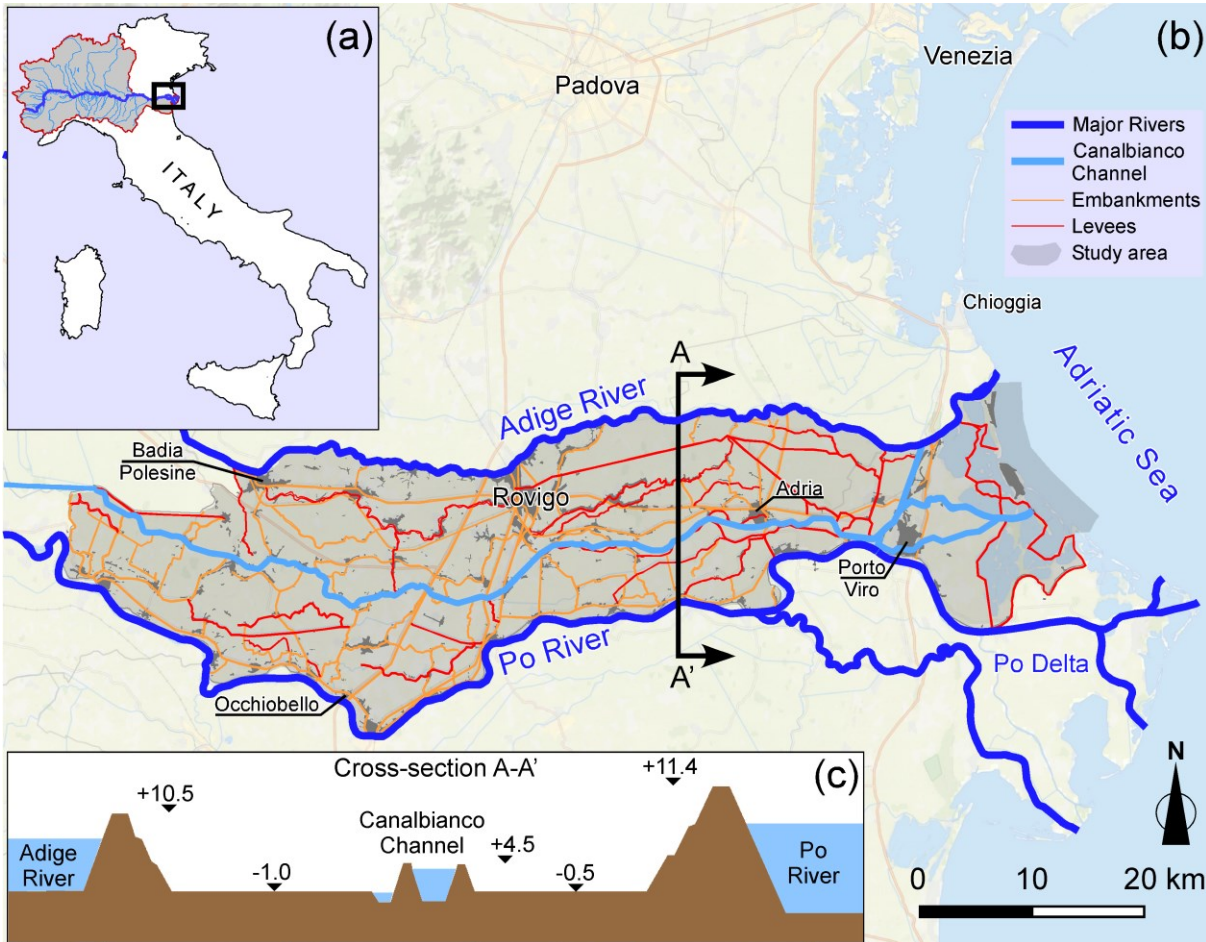 (a)
ITALY
(b)
Padova
Venezia
Major Rivers
Canalbianco
Channel
Embankments
Levees
Study area
Chioggia
Adriatic Sea
A
Adige River
Badia
Polesine
Rovigo
Adria
Porto
Viro
Po River
A'
Po Delta
Occhiobello
N
0 10 20 km
Cross-section A-A'
(c)
+10.5
+11.4
Canalbianco
Channel
+4.5
Adige
River
-1.0
-0.5
Po
River